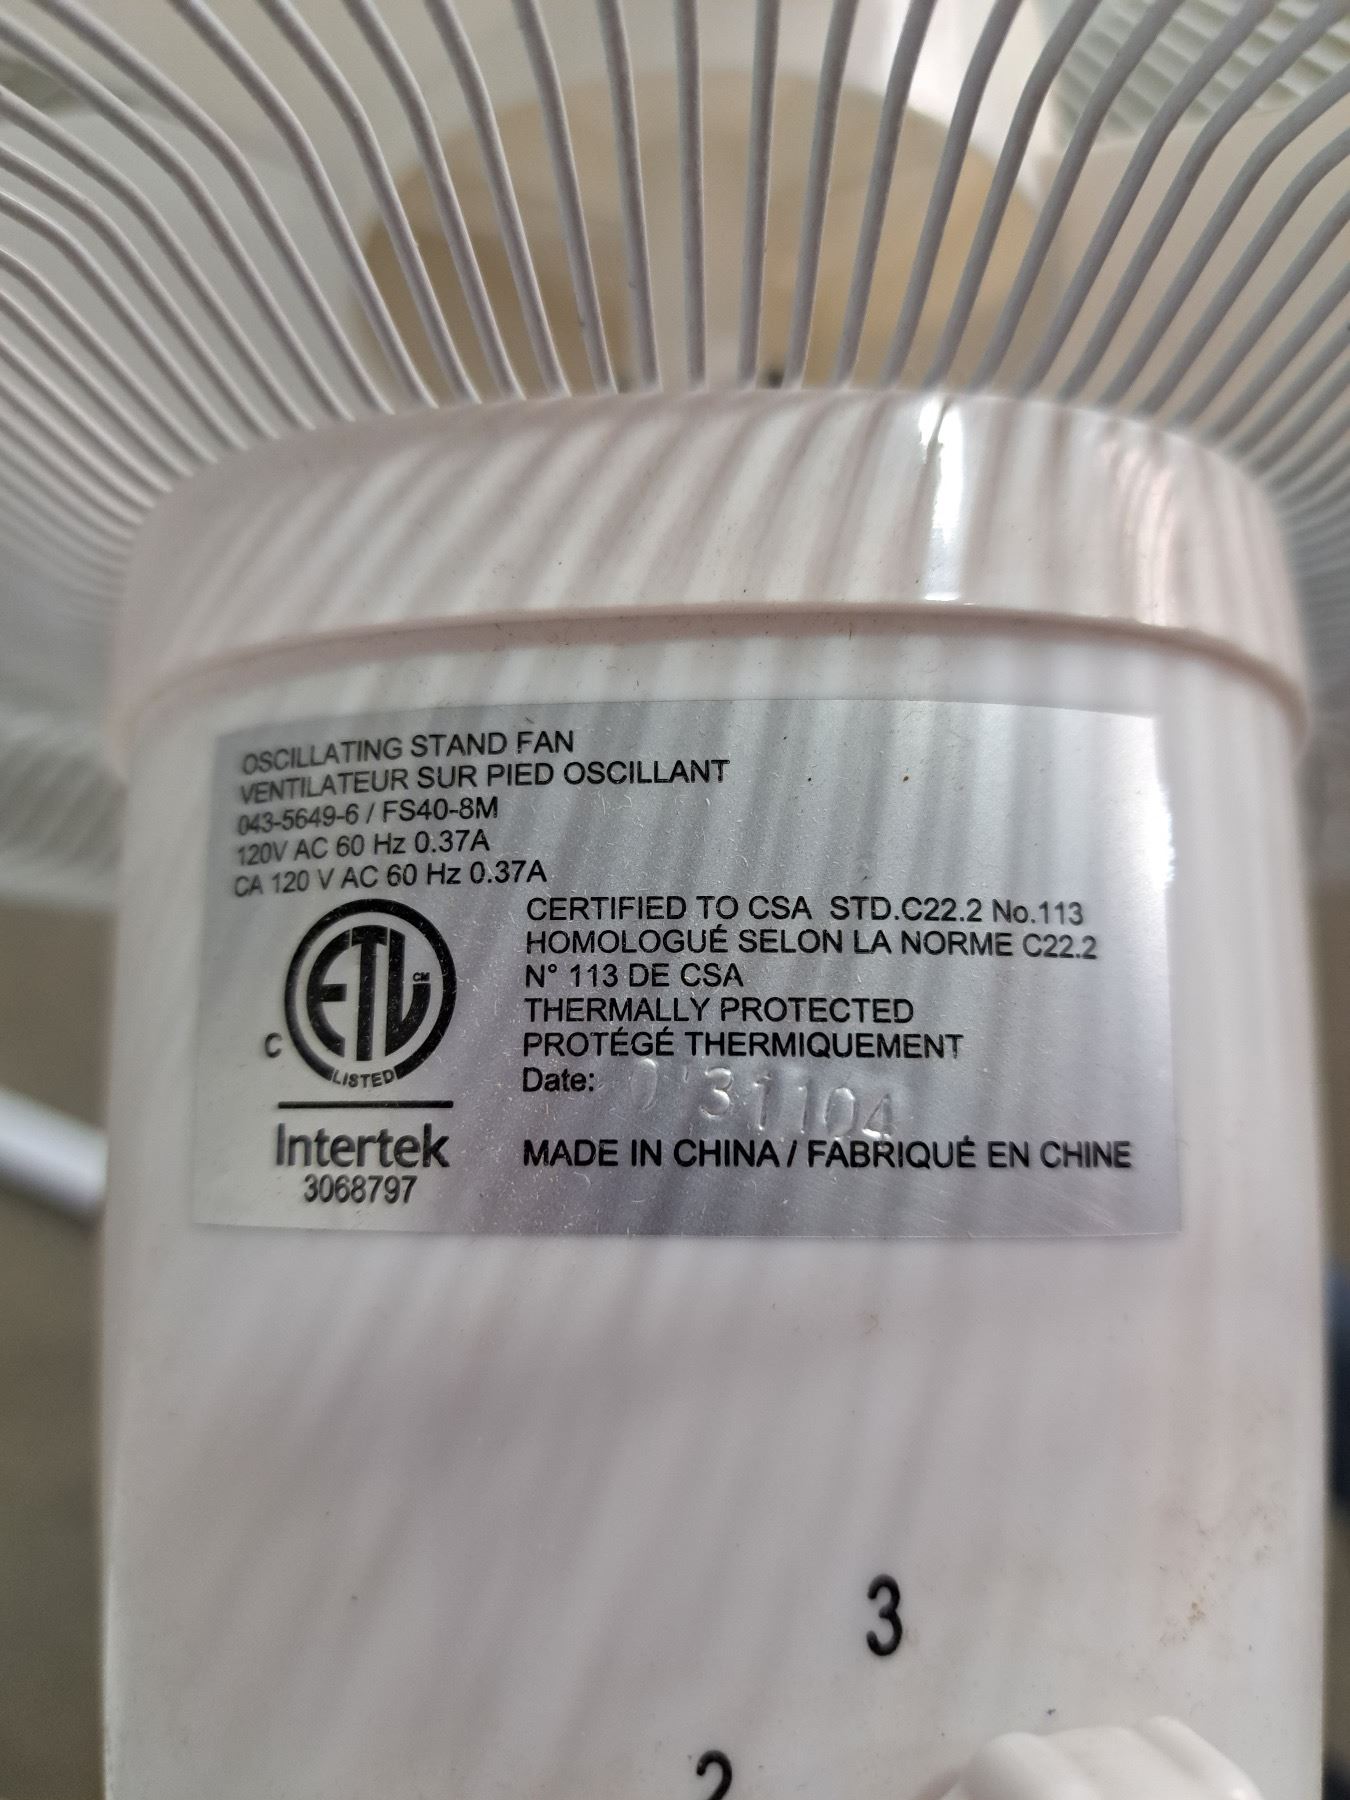 OSCILLATING STAND FAN
VENTILATEUR SUR PIED OSCILLANT
043-5649-6 / FS40-8M
120V AC 60 Hz 0.37A
CA 120 V AC 60 Hz 0.37A
CERTIFIED TO CSA STD.C22.2 No.113
HOMOLOGUÉ SELON LA NORME C22.2
N° 113 DE CSA
THERMALLY PROTECTED
PROTÉGÉ THERMIQUEMENT
Date:
MADE IN CHINA / FABRIQUÉ EN CHINE
C ETL CM
LISTED
Intertek
3068797
3
2